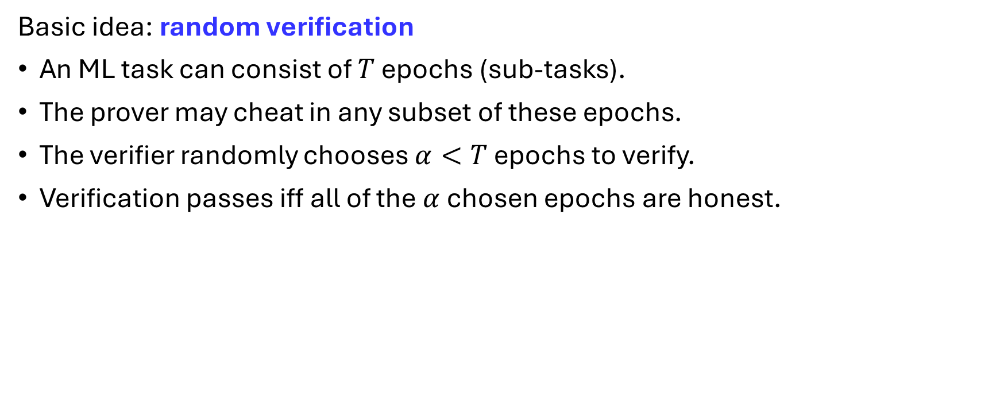 Basic idea: random verification
• An ML task can consist of T epochs (sub-tasks).
• The prover may cheat in any subset of these epochs.
• The verifier randomly chooses α < T epochs to verify.
• Verification passes iff all of the α chosen epochs are honest.